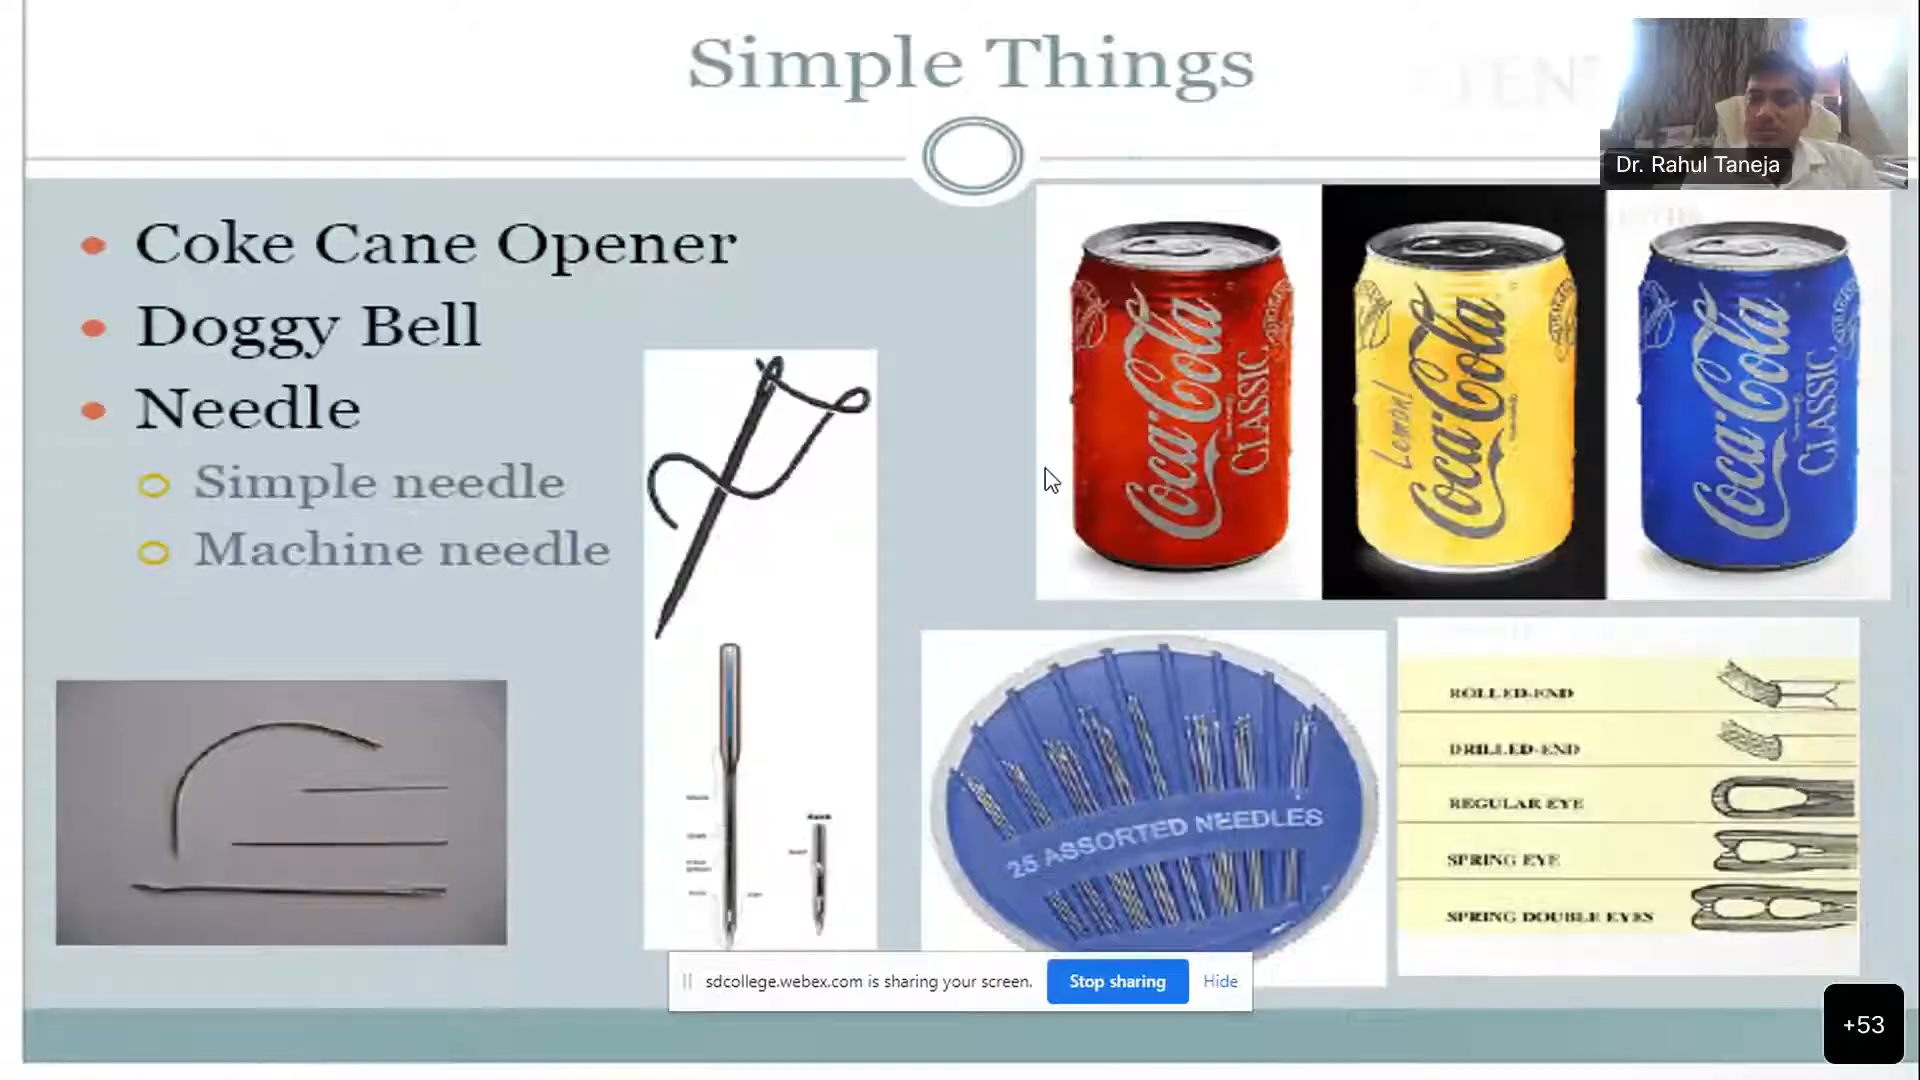 Simple Things
Dr. Rahul Taneja
Coke Cane Opener
Doggy Bell
Needle
Simple needle
Machine needle
Coca-Cola
CLASSIC
Lemon!
Coca-Cola
Coca-Cola
CLASSIC
25 ASSORTED NEEDLES
ROLLED-END
DRILLED-END
REGULAR EYE
SPRING EYE
SPRING DOUBLE EYES
sdcollege.webex.com is sharing your screen.
Stop sharing
Hide
+53